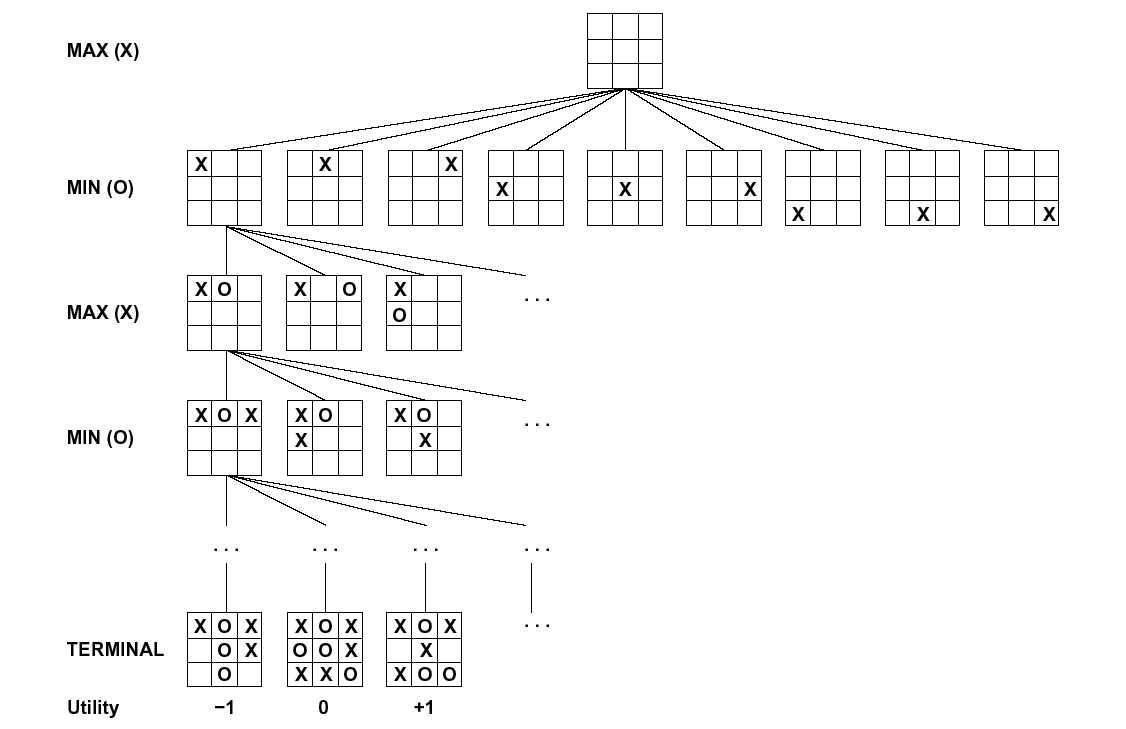 MAX (X)
MIN (O)
X X X X X X X X X
MAX (X)
X O
X O
X
O
. . .
MIN (O)
X O X
X O
X
X O
X
. . .
. . . . . . . . . . . .
TERMINAL
X O X
O X
O
X O X
O O X
X X O
X O X
X
X O O
. . .
Utility −1 0 +1